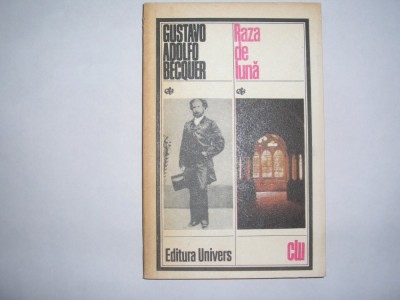 GUSTAVO
ADOLFO
BECQUER
Raza
de
lună
Editura Univers
clu